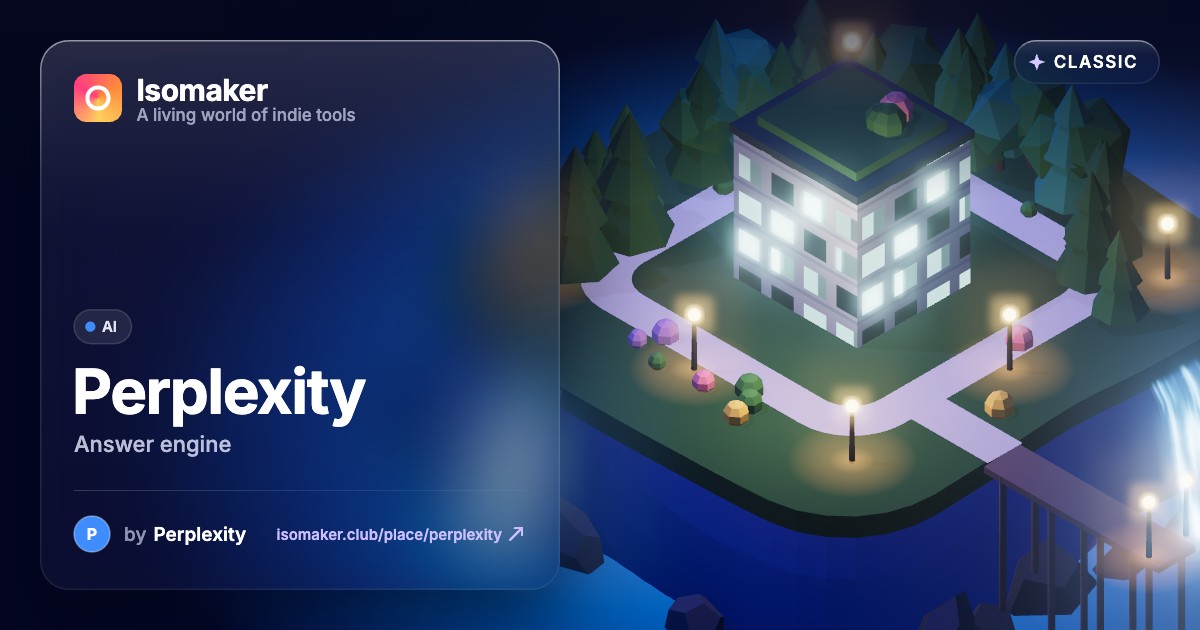 Isomaker
A living world of indie tools
CLASSIC
AI
Perplexity
Answer engine
P
by Perplexity
isomaker.club/place/perplexity ↗